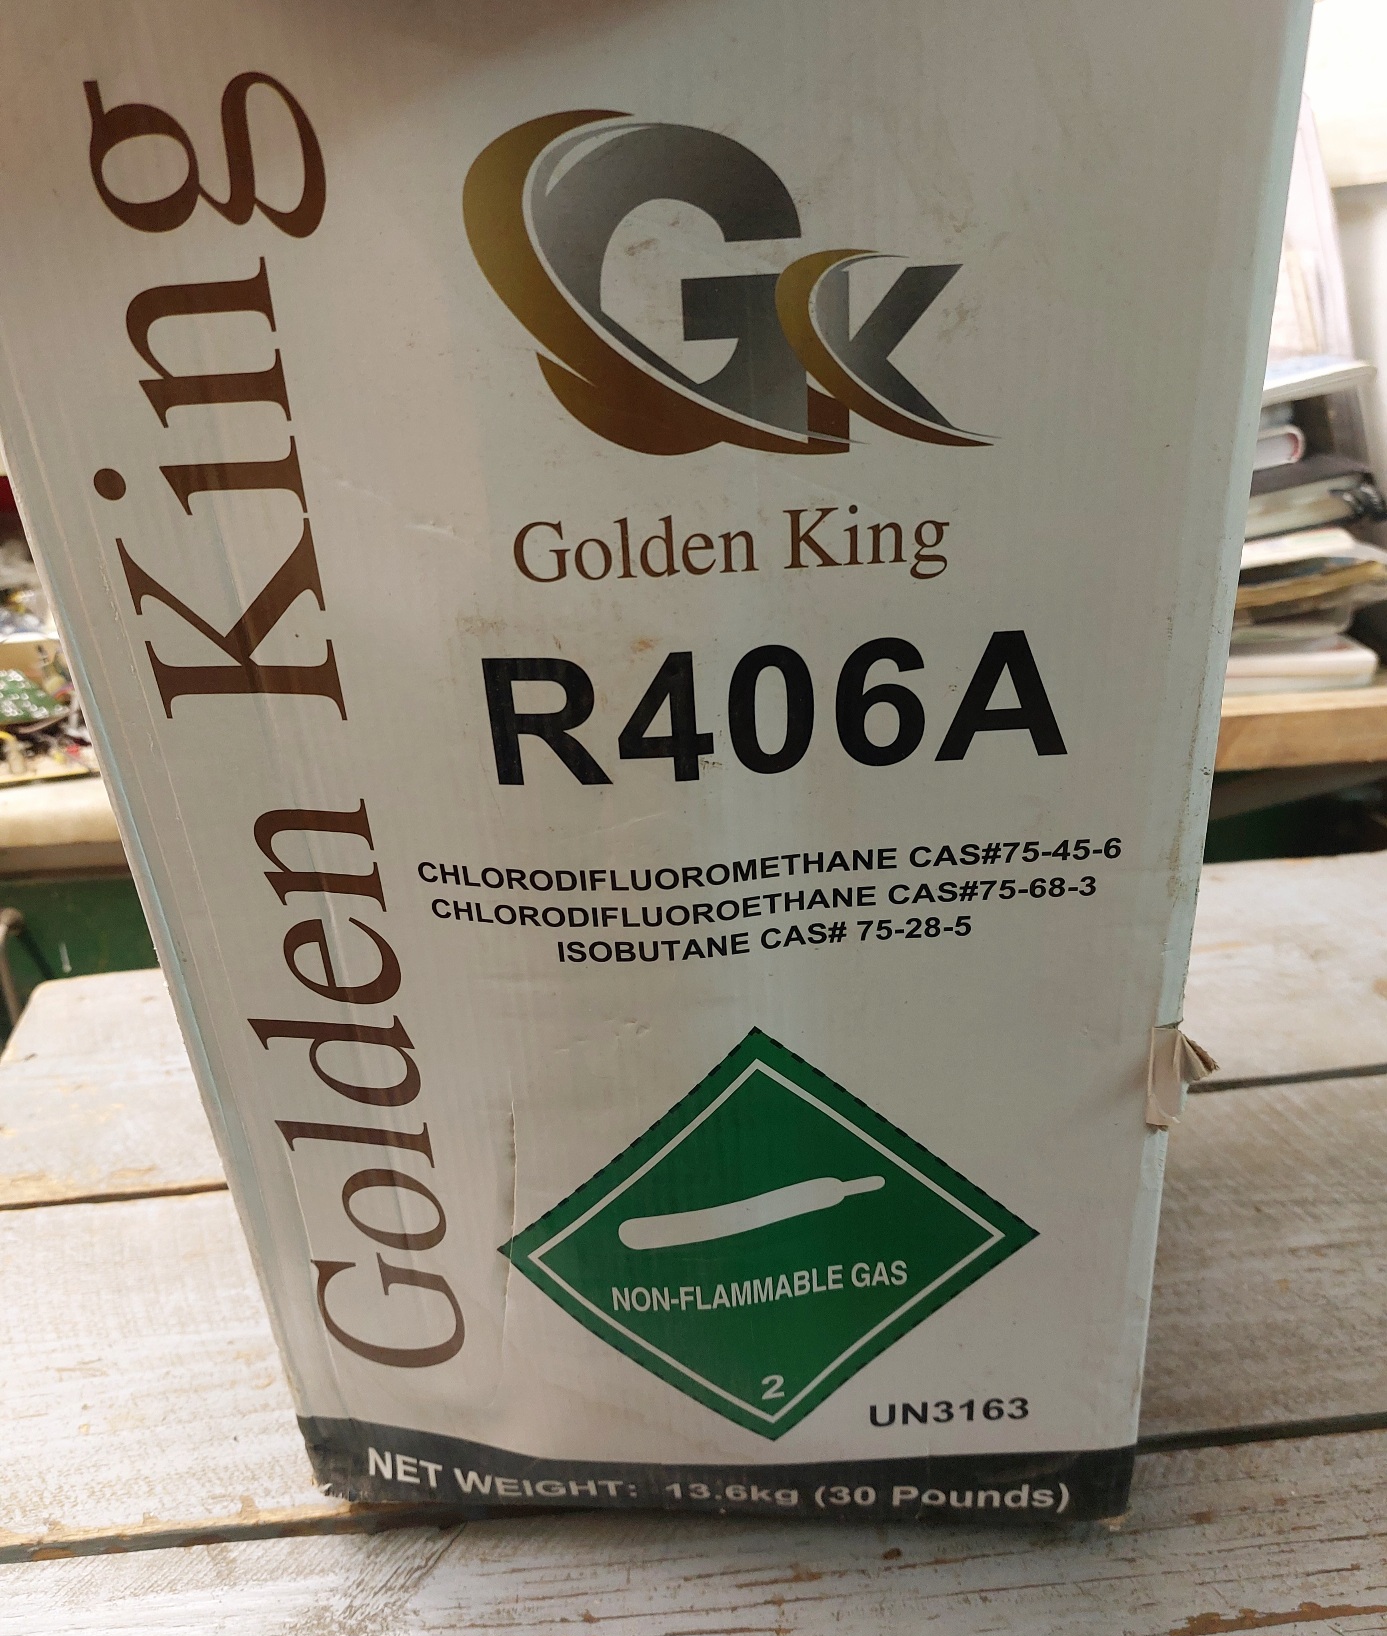 Golden King
GK
Golden King
R406A
CHLORODIFLUOROMETHANE CAS#75-45-6
CHLORODIFLUOROETHANE CAS#75-68-3
ISOBUTANE CAS# 75-28-5
NON-FLAMMABLE GAS
2
UN3163
NET WEIGHT: 13.6kg (30 Pounds)